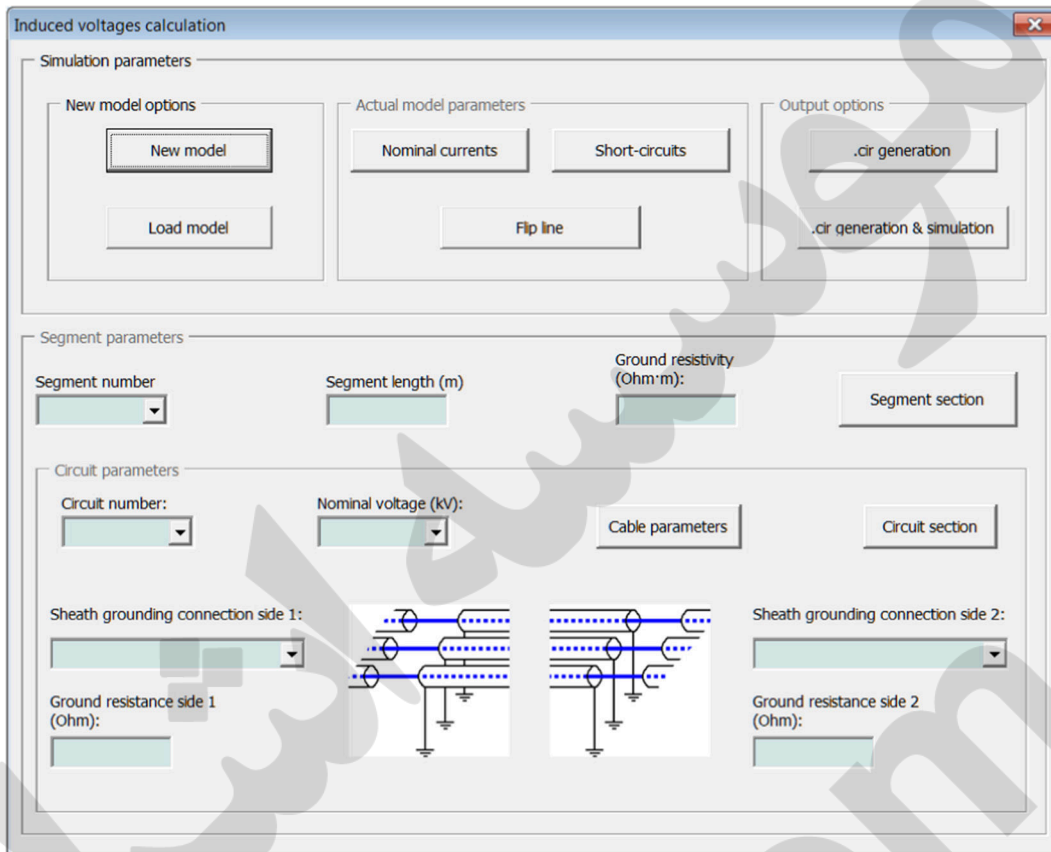 Induced voltages calculation
Simulation parameters
New model options
Actual model parameters
Output options
New model
Nominal currents
Short-circuits
.cir generation
Load model
Flip line
.cir generation & simulation
Segment parameters
Segment number
Segment length (m)
Ground resistivity
(Ohm·m):
Segment section
Circuit parameters
Circuit number:
Nominal voltage (kV):
Cable parameters
Circuit section
Sheath grounding connection side 1:
Sheath grounding connection side 2:
Ground resistance side 1
(Ohm):
Ground resistance side 2
(Ohm):